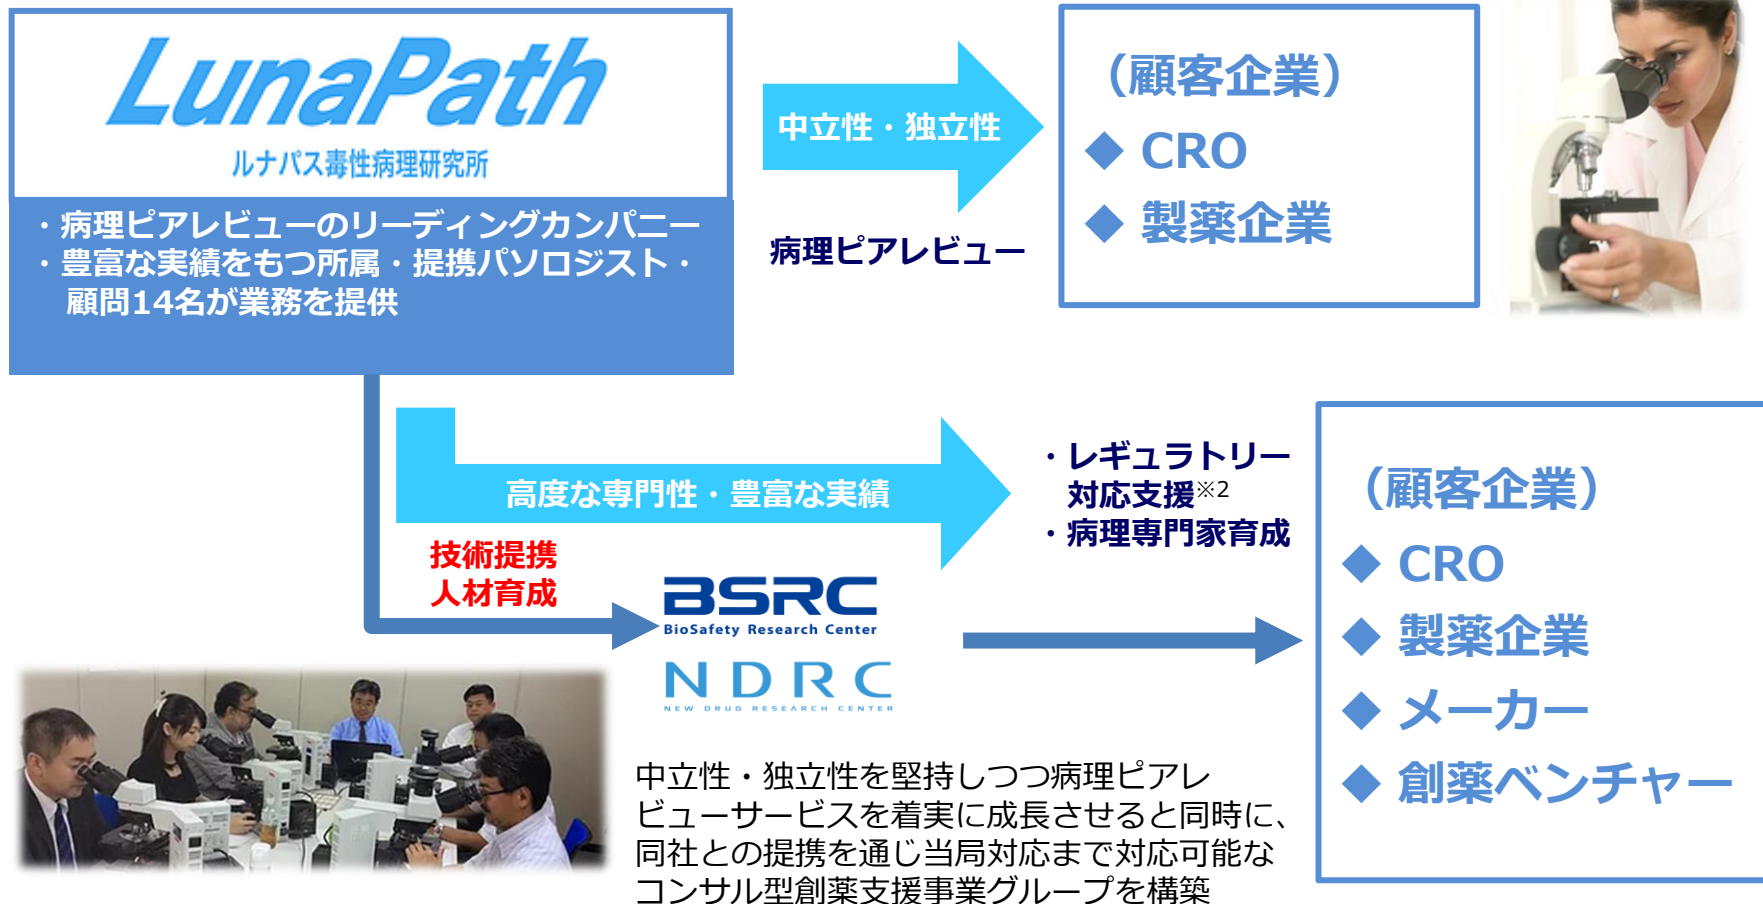 LunaPath
ルナパス毒性病理研究所
・病理ピアレビューのリーディングカンパニー
・豊富な実績をもつ所属・提携パソロジスト・
顧問14名が業務を提供
中立性・独立性
病理ピアレビュー
（顧客企業）
◆ CRO
◆ 製薬企業
高度な専門性・豊富な実績
技術提携
人材育成
・レギュラトリー
対応支援※2
・病理専門家育成
BSRC
BioSafety Research Center
NDRC
NEW DRUG RESEARCH CENTER
（顧客企業）
◆ CRO
◆ 製薬企業
◆ メーカー
◆ 創薬ベンチャー
中立性・独立性を堅持しつつ病理ピアレ
ビューサービスを着実に成長させると同時に、
同社との提携を通じ当局対応まで対応可能な
コンサル型創薬支援事業グループを構築